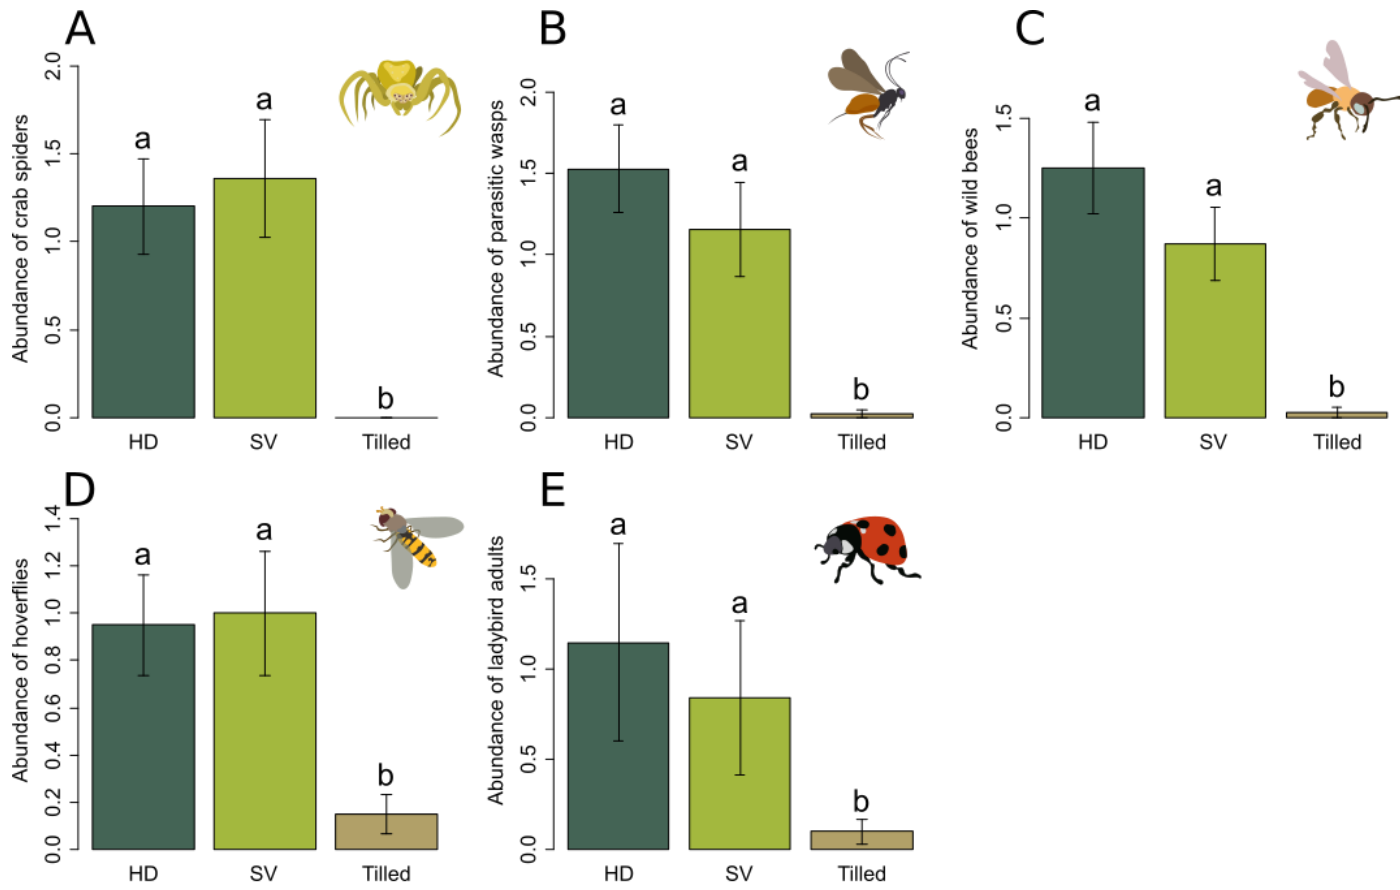 A
Abundance of crab spiders
2.0
1.5
1.0
0.5
0.0
a
a
b
HD
SV
Tilled
B
Abundance of parasitic wasps
2.0
1.5
1.0
0.5
0.0
a
a
b
HD
SV
Tilled
C
Abundance of wild bees
1.5
1.0
0.5
0.0
a
a
b
HD
SV
Tilled
D
Abundance of hoverflies
1.4
1.2
1.0
0.8
0.6
0.4
0.2
0.0
a
a
b
HD
SV
Tilled
E
Abundance of ladybird adults
1.5
1.0
0.5
0.0
a
a
b
HD
SV
Tilled